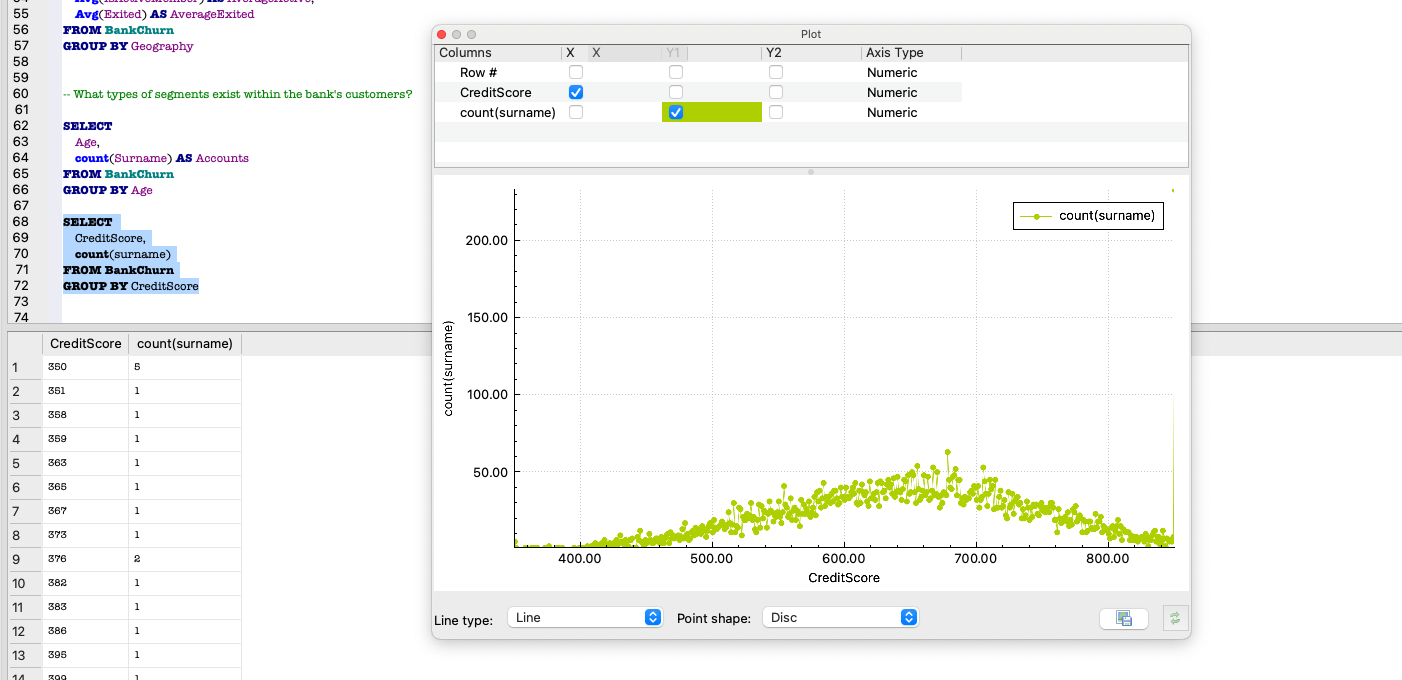 55 Avg(Exited) AS AverageExited
56 FROM BankChurn
57 GROUP BY Geography
58
59
60 -- What types of segments exist within the bank's customers?
61
62 SELECT
63 Age,
64 count(Surname) AS Accounts
65 FROM BankChurn
66 GROUP BY Age
67
68 SELECT
69 CreditScore,
70 count(surname)
71 FROM BankChurn
72 GROUP BY CreditScore
73
74
CreditScore count(surname)
1 350 5
2 351 1
3 358 1
4 359 1
5 363 1
6 365 1
7 367 1
8 373 1
9 376 2
10 382 1
11 383 1
12 386 1
13 395 1
14 399 1
Plot
Columns X X Y1 Y2 Axis Type
Row # Numeric
CreditScore Numeric
count(surname) Numeric
count(surname)
200.00
150.00
100.00
50.00
count(surname)
400.00 500.00 600.00 700.00 800.00
CreditScore
Line type: Line Point shape: Disc